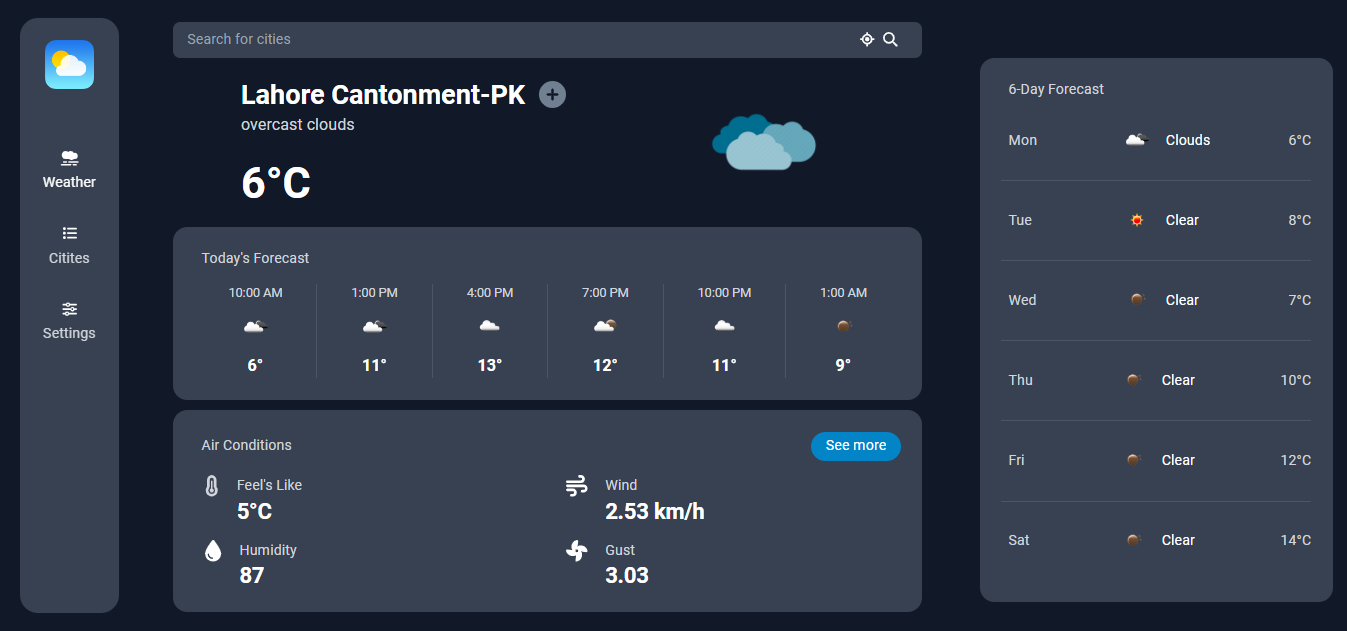 Weather
Citites
Settings
Search for cities
Lahore Cantonment-PK
overcast clouds
6°C
Today's Forecast
10:00 AM 1:00 PM 4:00 PM 7:00 PM 10:00 PM 1:00 AM
6° 11° 13° 12° 11° 9°
Air Conditions See more
Feel's Like Wind
5°C 2.53 km/h
Humidity Gust
87 3.03
6-Day Forecast
Mon Clouds 6°C
Tue Clear 8°C
Wed Clear 7°C
Thu Clear 10°C
Fri Clear 12°C
Sat Clear 14°C